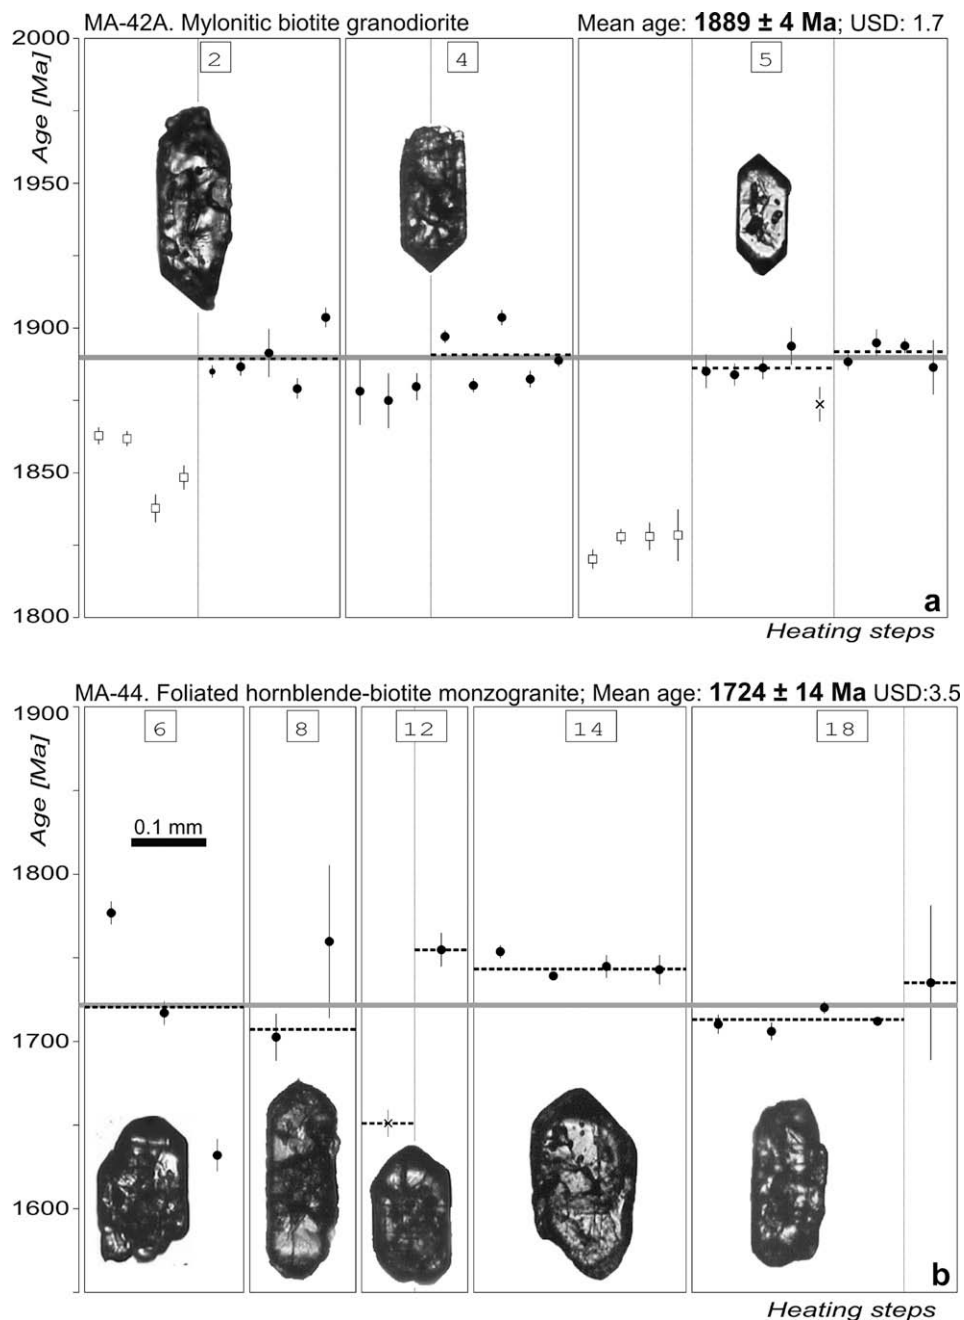 MA-42A. Mylonitic biotite granodiorite Mean age: 1889 ± 4 Ma; USD: 1.7
2000
Age [Ma]
2 4 5
1950
1900
1850
1800
a
Heating steps
MA-44. Foliated hornblende-biotite monzogranite; Mean age: 1724 ± 14 Ma USD:3.5
1900
Age [Ma]
6 8 12 14 18
0.1 mm
1800
1700
1600
b
Heating steps